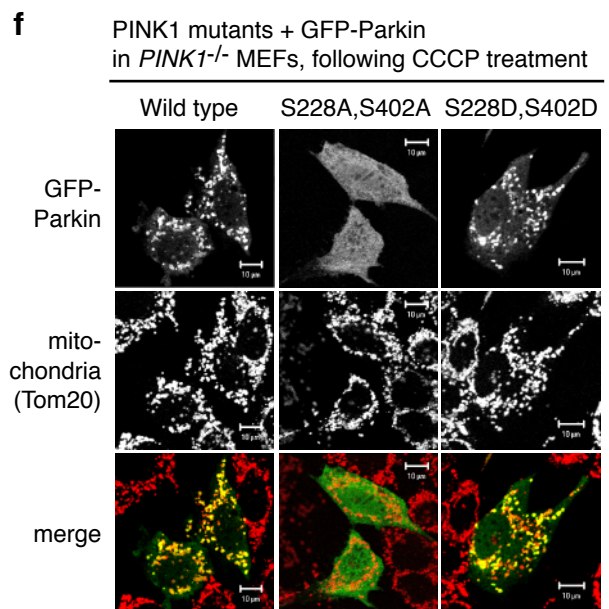 f
PINK1 mutants + GFP-Parkin
in PINK1-/- MEFs, following CCCP treatment
Wild type S228A,S402A S228D,S402D
GFP-
Parkin
10 µm 10 µm 10 µm
mito-
chondria
(Tom20)
10 µm 10 µm 10 µm
merge
10 µm 10 µm 10 µm